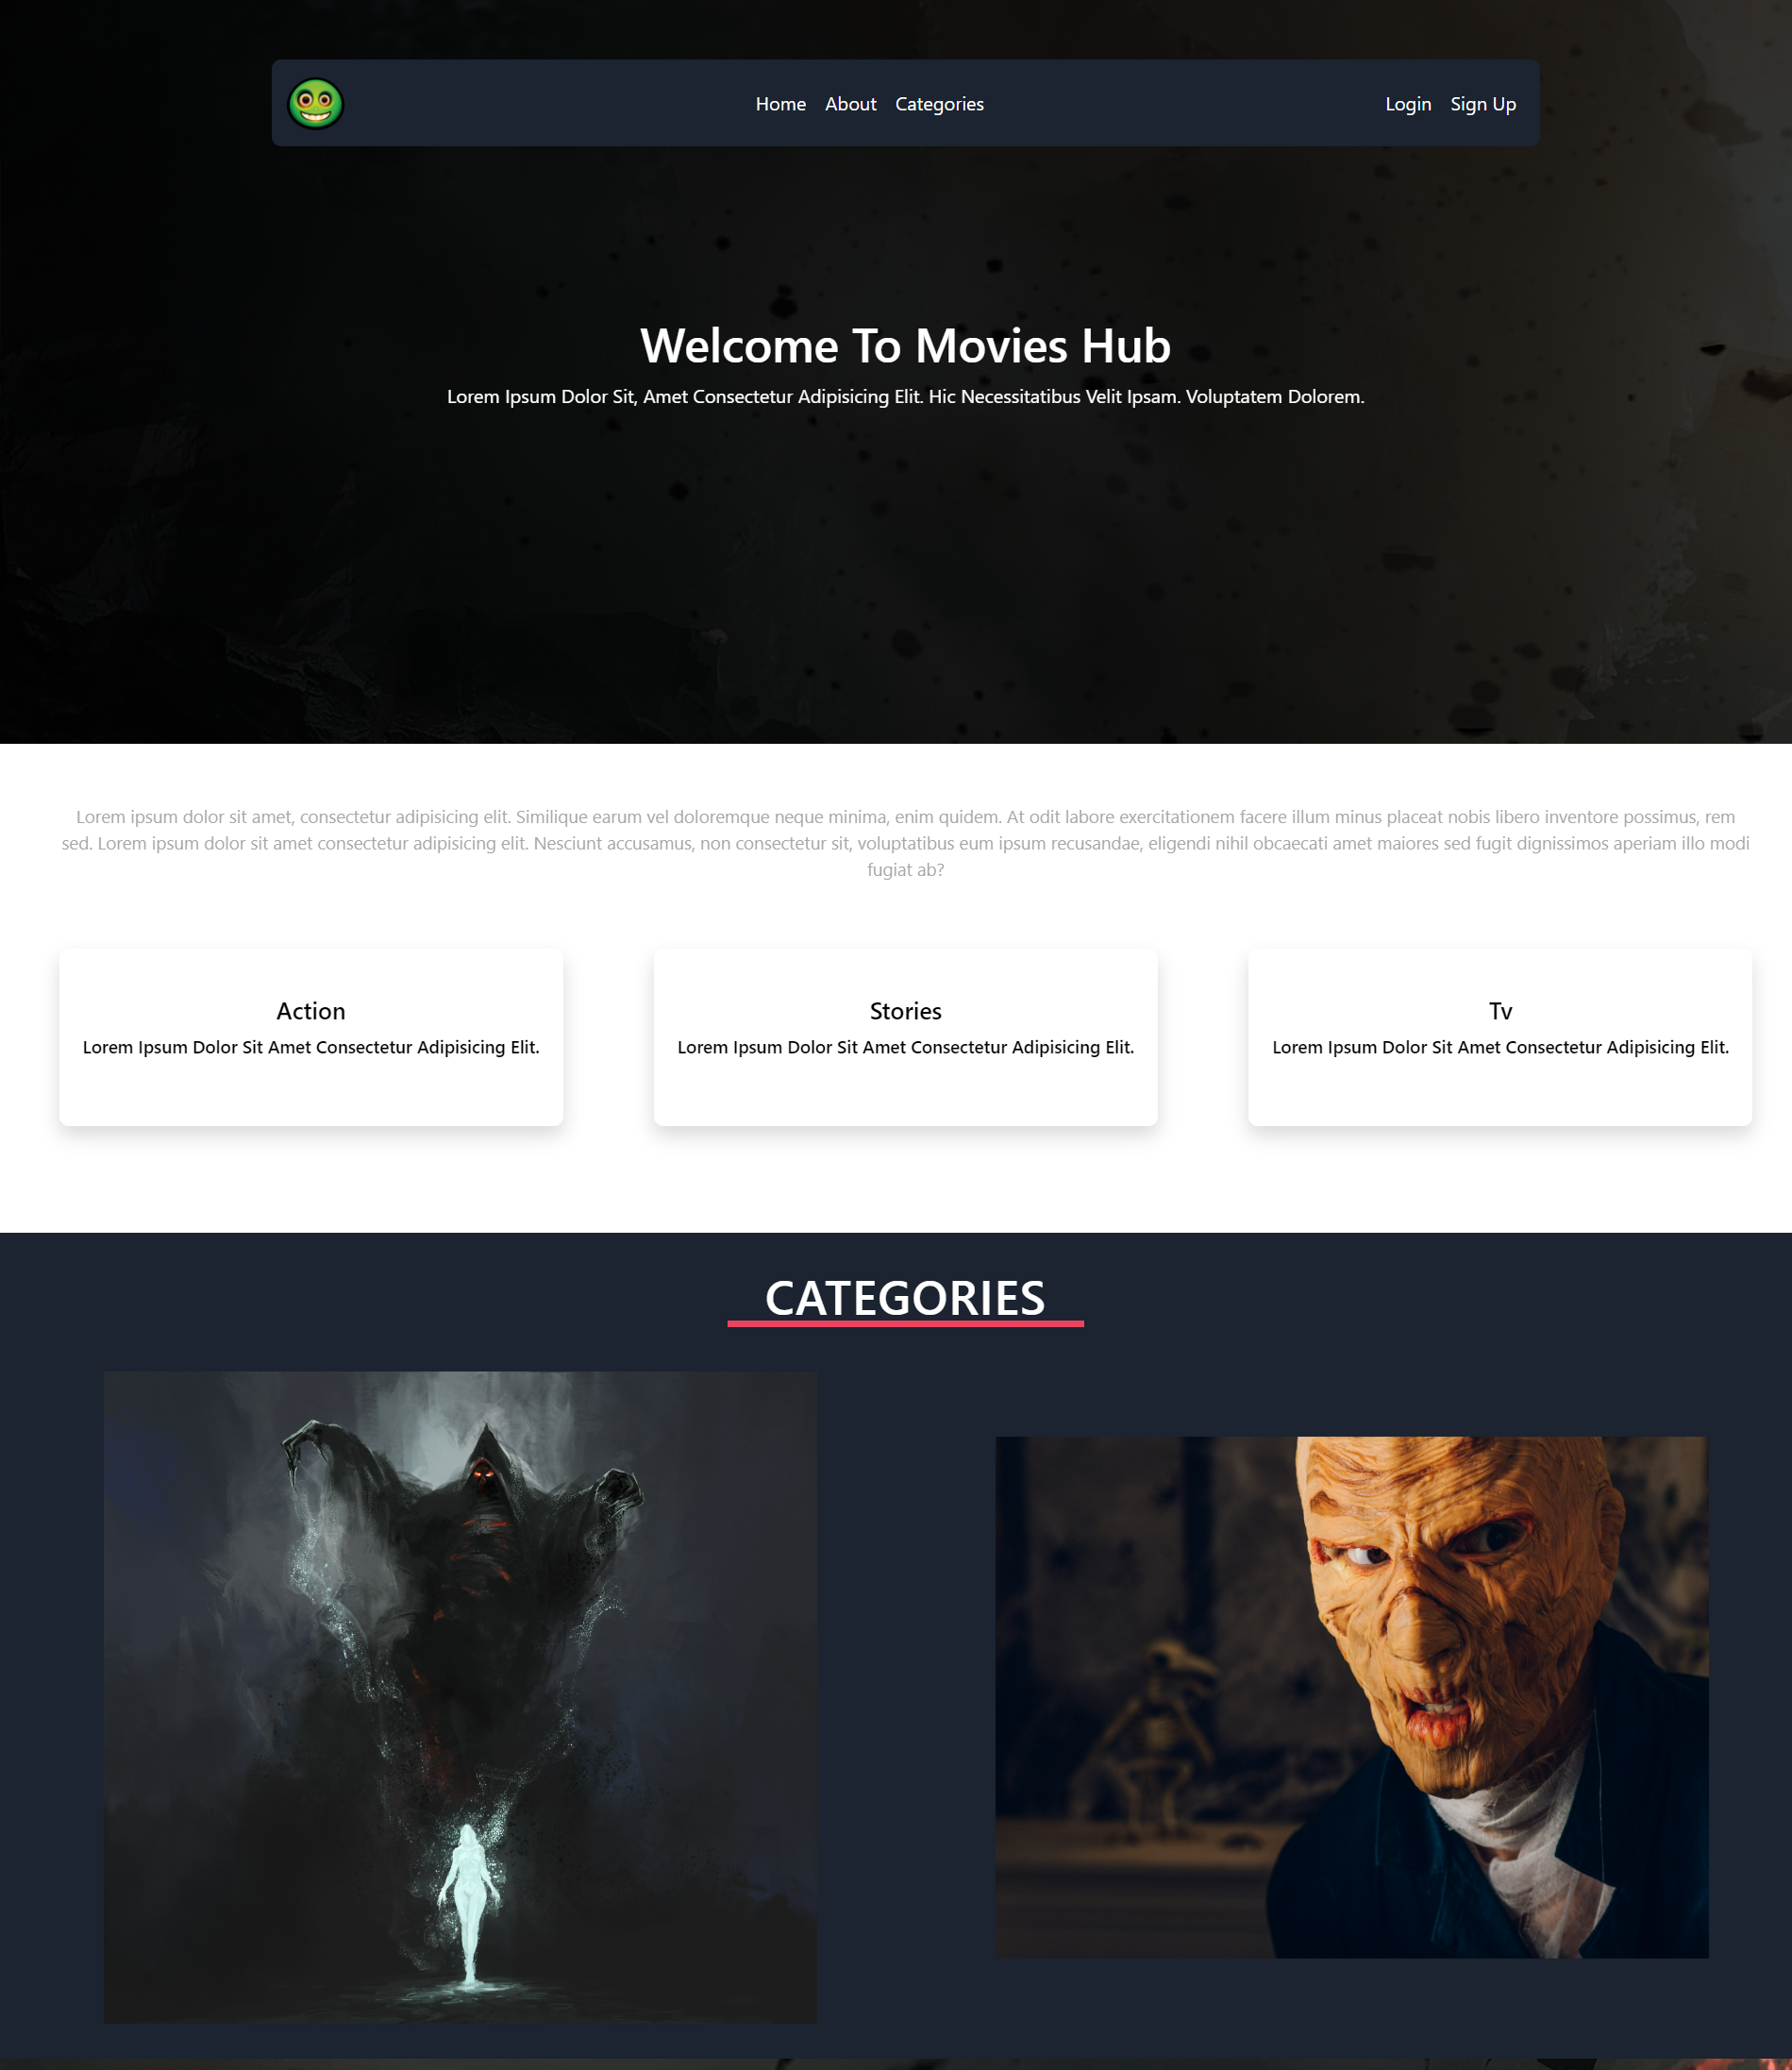 Home About Categories Login Sign Up
Welcome To Movies Hub
Lorem Ipsum Dolor Sit, Amet Consectetur Adipisicing Elit. Hic Necessitatibus Velit Ipsam. Voluptatem Dolorem.
Lorem ipsum dolor sit amet, consectetur adipisicing elit. Similique earum vel doloremque neque minima, enim quidem. At odit labore exercitationem facere illum minus placeat nobis libero inventore possimus, rem
sed. Lorem ipsum dolor sit amet consectetur adipisicing elit. Nesciunt accusamus, non consectetur sit, voluptatibus eum ipsum recusandae, eligendi nihil obcaecati amet maiores sed fugit dignissimos aperiam illo modi
fugiat ab?
Action
Lorem Ipsum Dolor Sit Amet Consectetur Adipisicing Elit.
Stories
Lorem Ipsum Dolor Sit Amet Consectetur Adipisicing Elit.
Tv
Lorem Ipsum Dolor Sit Amet Consectetur Adipisicing Elit.
CATEGORIES